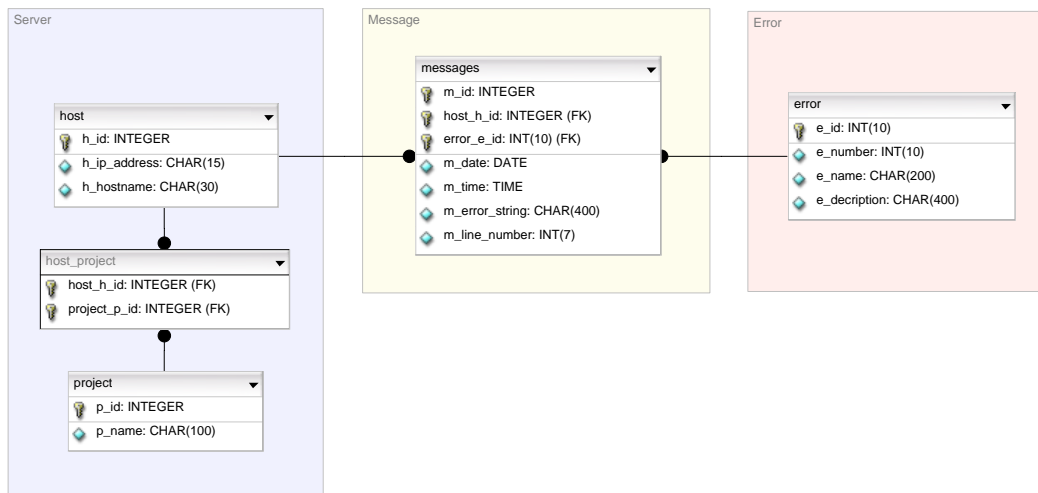 Server
host
h_id: INTEGER
h_ip_address: CHAR(15)
h_hostname: CHAR(30)
host_project
host_h_id: INTEGER (FK)
project_p_id: INTEGER (FK)
project
p_id: INTEGER
p_name: CHAR(100)
Message
messages
m_id: INTEGER
host_h_id: INTEGER (FK)
error_e_id: INT(10) (FK)
m_date: DATE
m_time: TIME
m_error_string: CHAR(400)
m_line_number: INT(7)
Error
error
e_id: INT(10)
e_number: INT(10)
e_name: CHAR(200)
e_decription: CHAR(400)